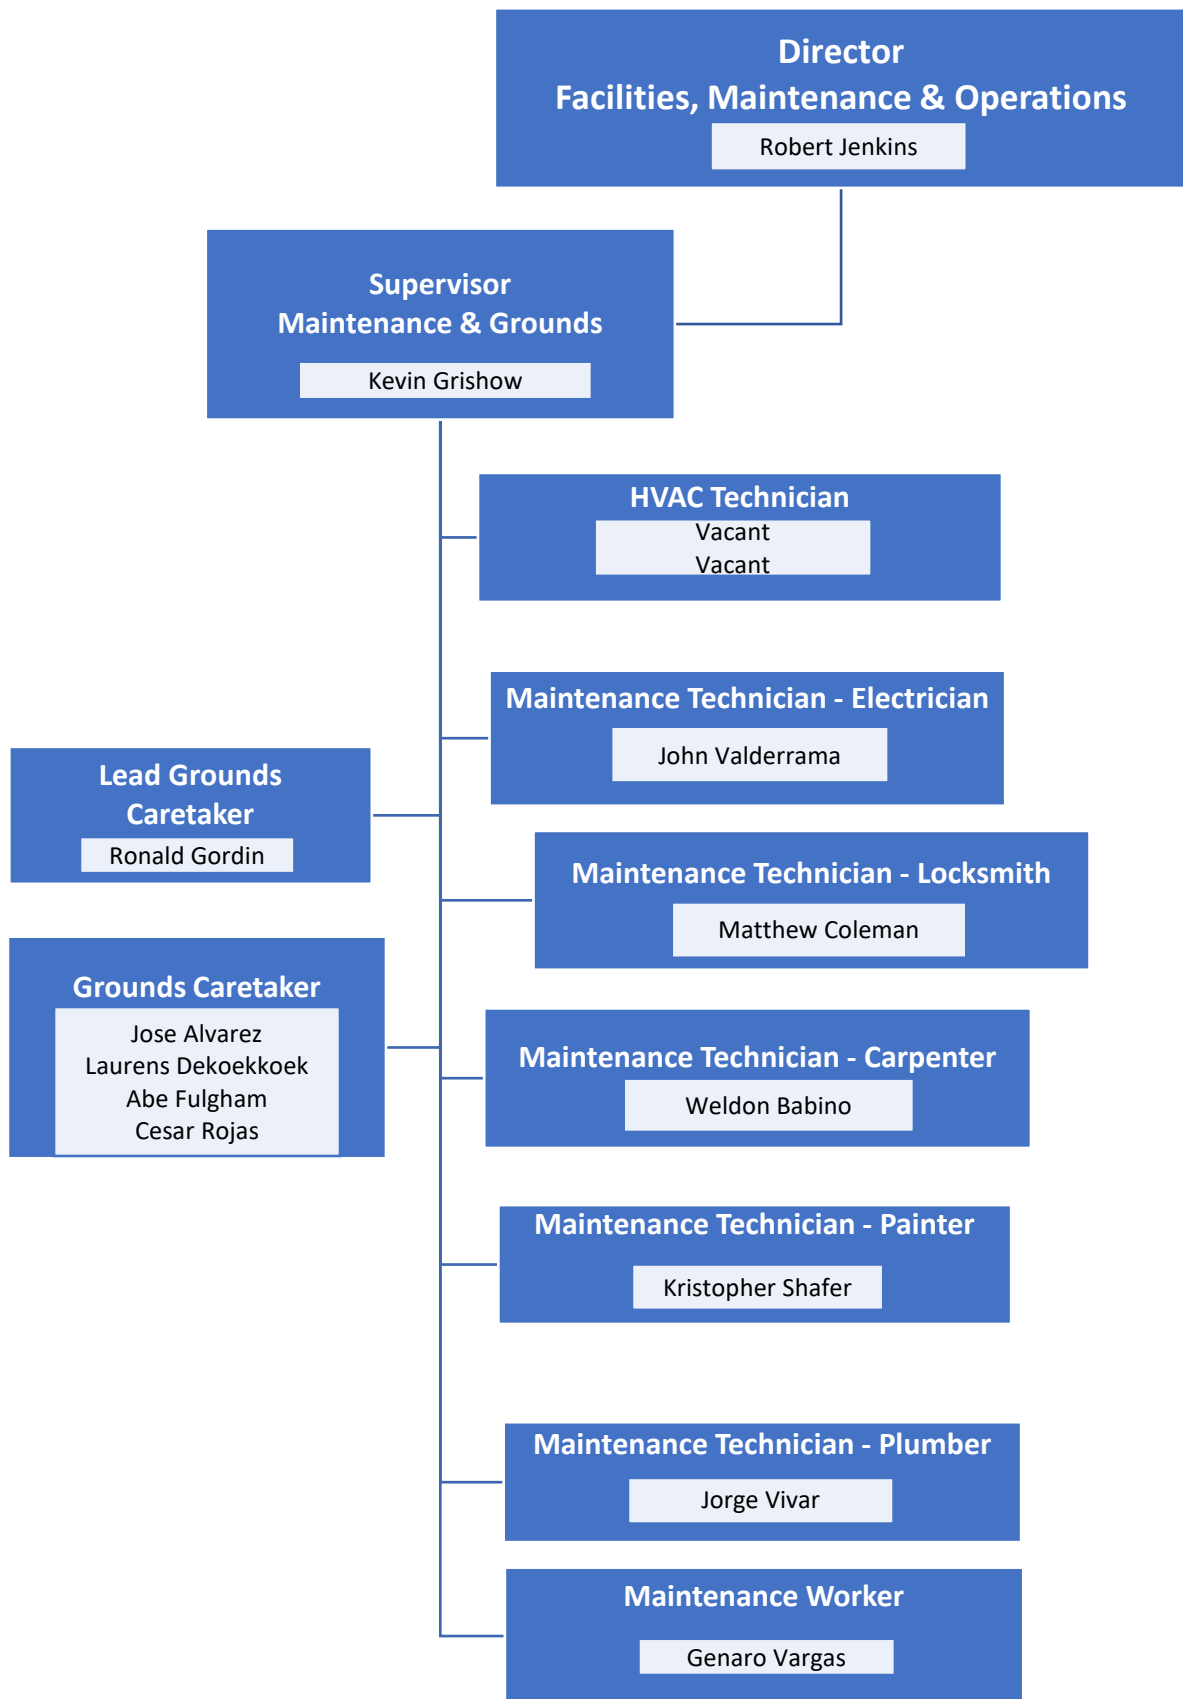 Director
Facilities, Maintenance & Operations
Robert Jenkins
Supervisor
Maintenance & Grounds
Kevin Grishow
HVAC Technician
Vacant
Vacant
Maintenance Technician - Electrician
John Valderrama
Lead Grounds
Caretaker
Ronald Gordin
Maintenance Technician - Locksmith
Matthew Coleman
Grounds Caretaker
Jose Alvarez
Laurens Dekoekkoek
Abe Fulgham
Cesar Rojas
Maintenance Technician - Carpenter
Weldon Babino
Maintenance Technician - Painter
Kristopher Shafer
Maintenance Technician - Plumber
Jorge Vivar
Maintenance Worker
Genaro Vargas